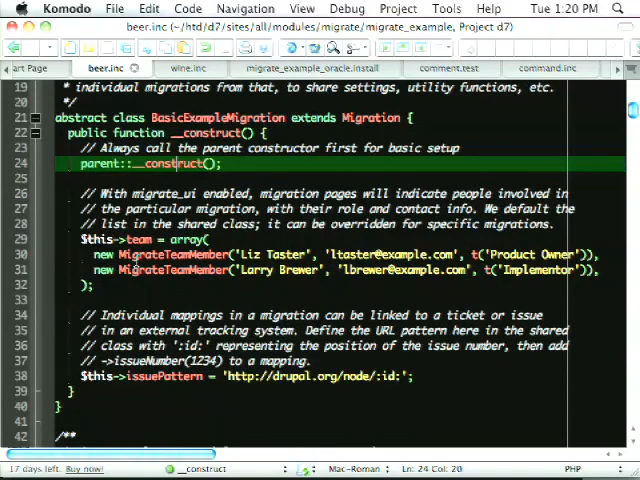 Komodo File Edit Code Navigation View Debug Project Tools Help Tue 1:20 PM
beer.inc (~/htd/d7/sites/all/modules/migrate/migrate_example, Project d7)
art Page beer.inc wine.inc migrate_example_oracle.install comment.test command.inc
19 * individual migrations from that, to share settings, utility functions, etc.
20 */
21 abstract class BasicExampleMigration extends Migration {
22 public function __construct() {
23 // Always call the parent constructor first for basic setup
24 parent::__construct();
25
26 // With migrate_ui enabled, migration pages will indicate people involved in
27 // the particular migration, with their role and contact info. We default the
28 // list in the shared class; it can be overridden for specific migrations.
29 $this->team = array(
30 new MigrateTeamMember('Liz Taster', 'ltaster@example.com', t('Product Owner')),
31 new MigrateTeamMember('Larry Brewer', 'lbrewer@example.com', t('Implementor')),
32 );
33
34 // Individual mappings in a migration can be linked to a ticket or issue
35 // in an external tracking system. Define the URL pattern here in the shared
36 // class with ':id:' representing the position of the issue number, then add
37 // ->issueNumber(1234) to a mapping.
38 $this->issuePattern = 'http://drupal.org/node/:id:';
39 }
40 }
41
42 /**
17 days left. Buy now! __construct Mac-Roman Ln: 24 Col: 20 PHP